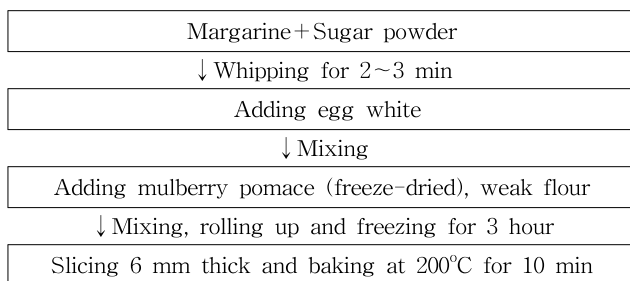 Margarine＋Sugar powder
↓Whipping for 2～3 min
Adding egg white
↓Mixing
Adding mulberry pomace (freeze-dried), weak flour
↓Mixing, rolling up and freezing for 3 hour
Slicing 6 mm thick and baking at 200℃ for 10 min